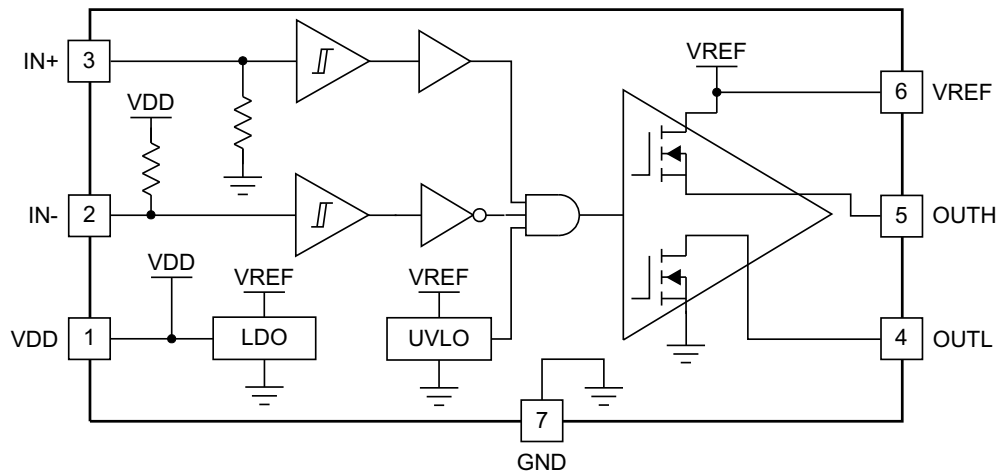 VREF
IN+
3
6
VREF
VDD
IN-
2
5
OUTH
VDD
VREF
VREF
VDD
1
LDO
UVLO
4
OUTL
7
GND